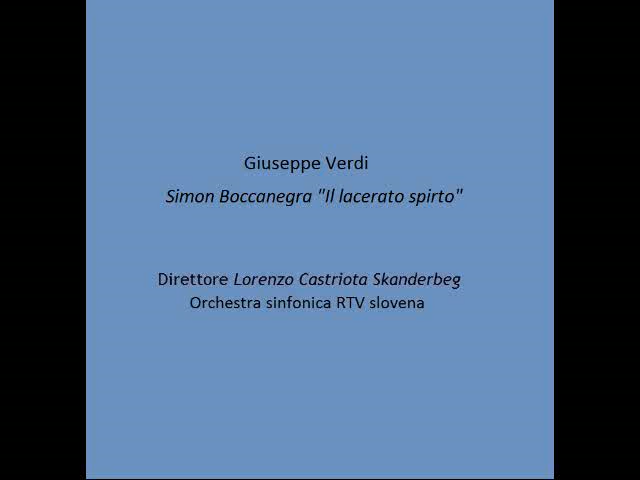 Giuseppe Verdi
Simon Boccanegra "Il lacerato spirto"
Direttore Lorenzo Castriota Skanderbeg
Orchestra sinfonica RTV slovena